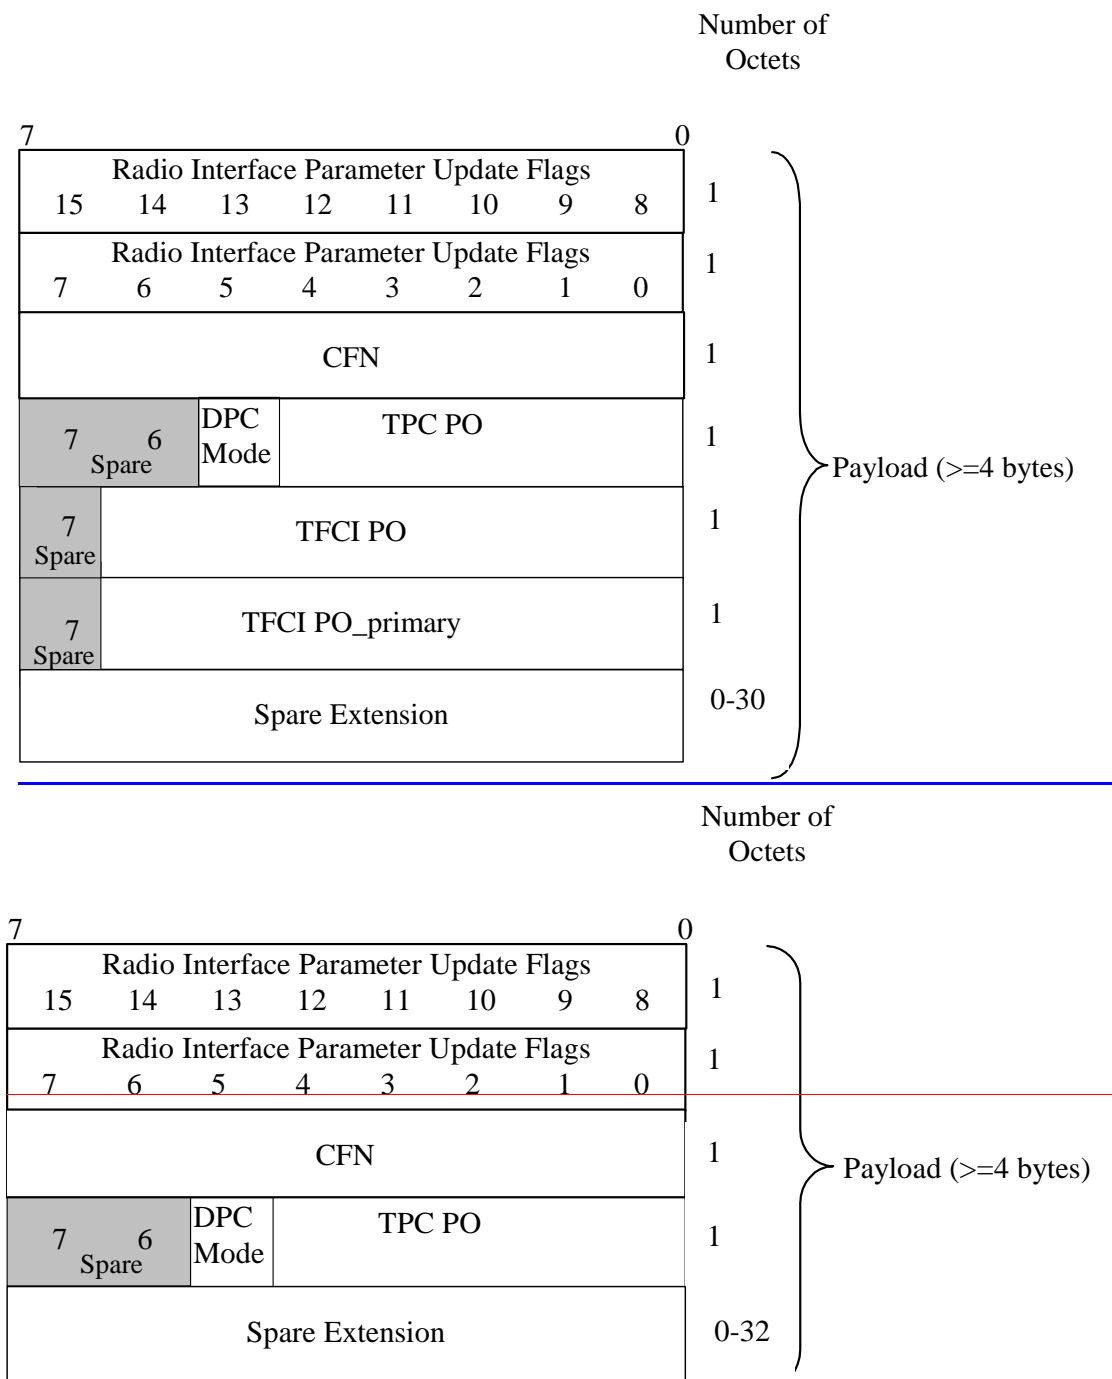 Number of
Octets
7 0
Radio Interface Parameter Update Flags
15 14 13 12 11 10 9 8
1
Radio Interface Parameter Update Flags
7 6 5 4 3 2 1 0
1
CFN
1
7 6
Spare
DPC
Mode
TPC PO
1
Payload (>=4 bytes)
7
Spare
TFCI PO
1
7
Spare
TFCI PO_primary
1
Spare Extension
0-30
Number of
Octets
7 0
Radio Interface Parameter Update Flags
15 14 13 12 11 10 9 8
1
Radio Interface Parameter Update Flags
7 6 5 4 3 2 1 0
1
CFN
1
Payload (>=4 bytes)
7 6
Spare
DPC
Mode
TPC PO
1
Spare Extension
0-32